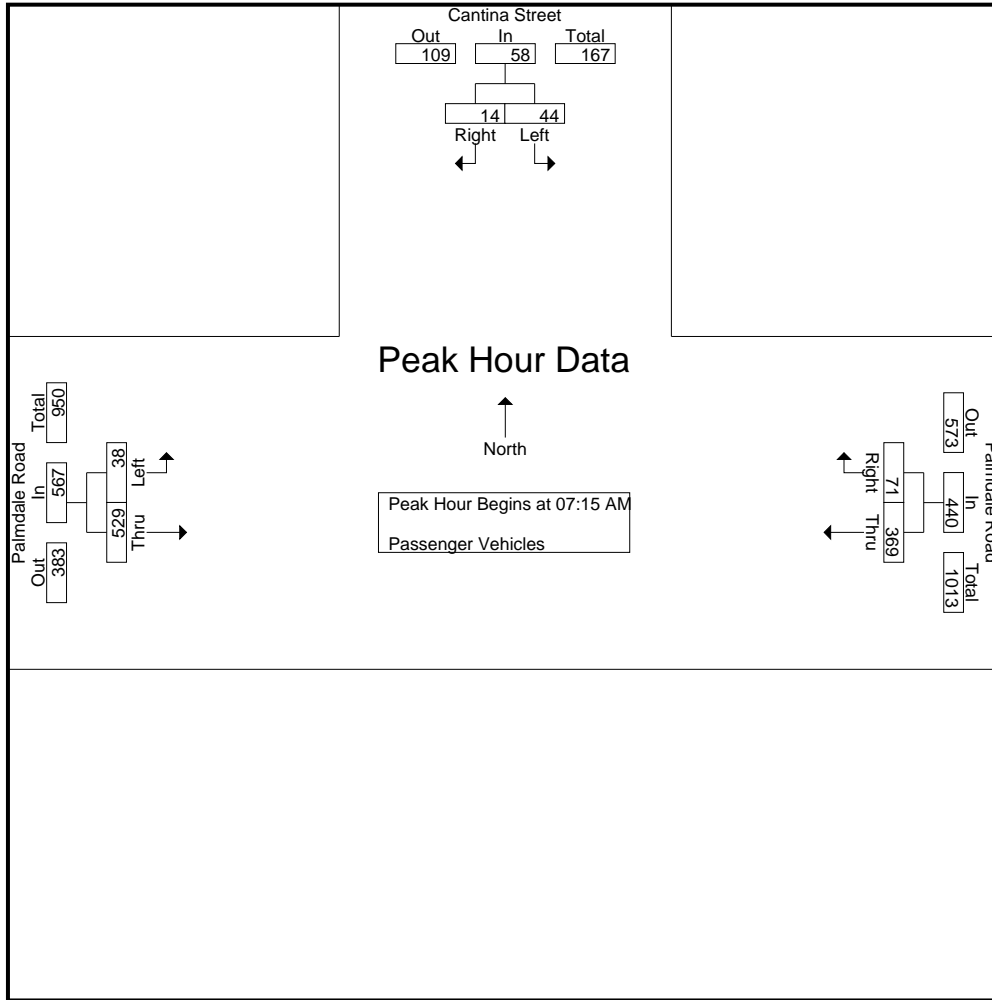 Cantina Street
Out In Total
109 58 167
14 44
Right Left
Peak Hour Data
North
Peak Hour Begins at 07:15 AM
Passenger Vehicles
Palmdale Road
Out In Total
383 567 950
529 38
Thru Left
Palmdale Road
Out In Total
573 440 1013
71 369
Right Thru